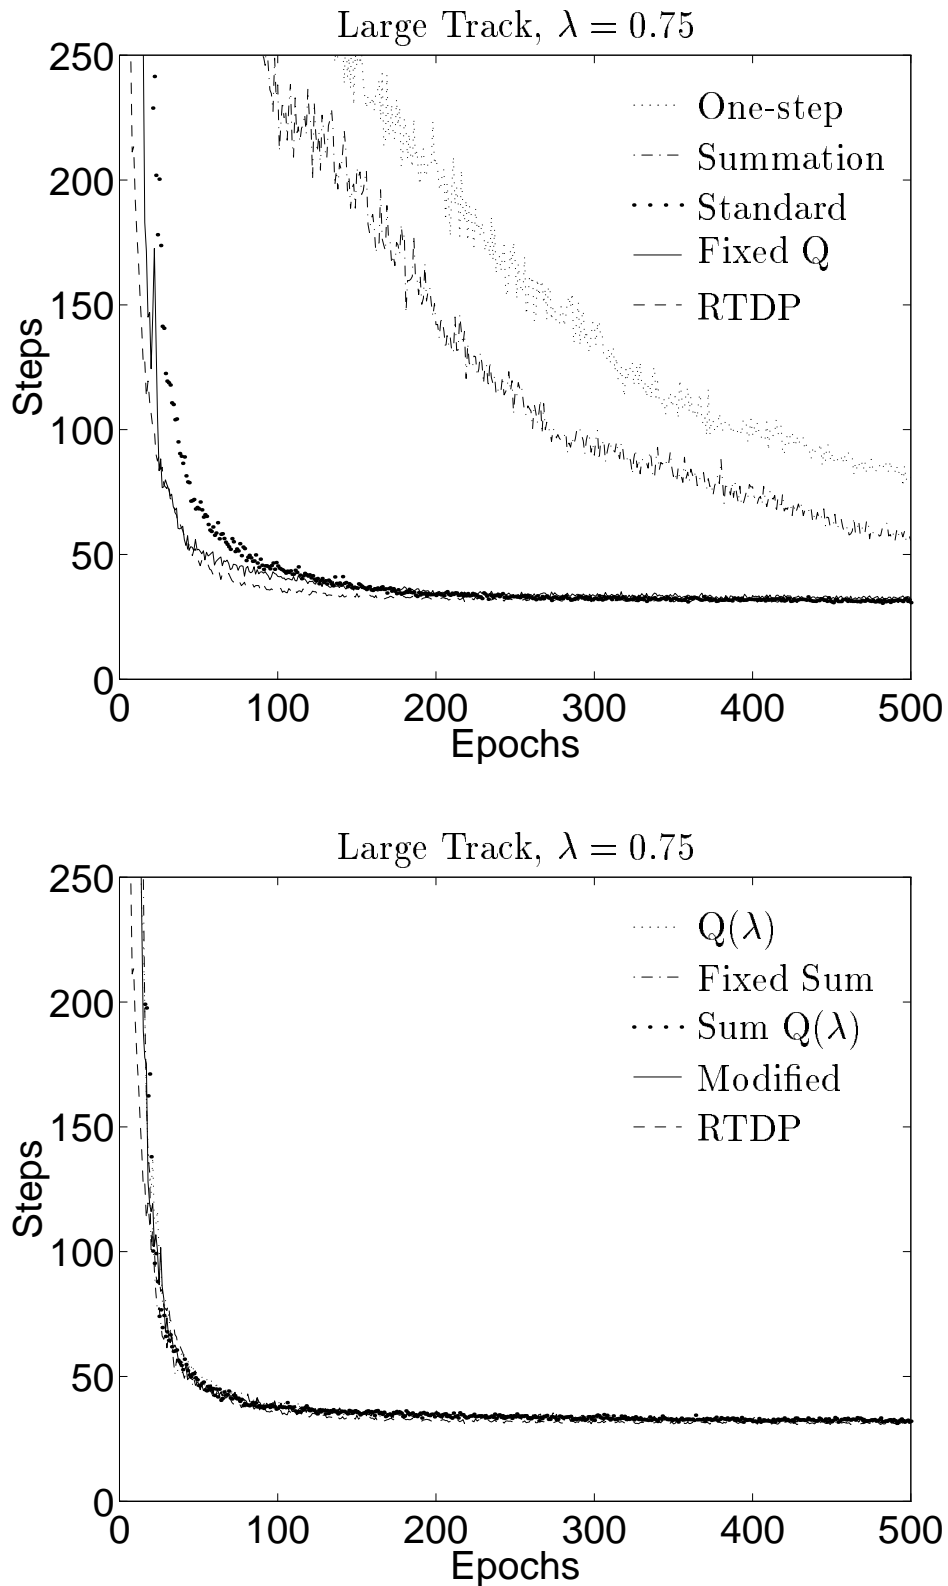 Large Track, λ = 0.75
250
200
150
100
50
0
Steps
One-step
Summation
Standard
Fixed Q
RTDP
0 100 200 300 400 500
Epochs
Large Track, λ = 0.75
250
200
150
100
50
0
Steps
Q(λ)
Fixed Sum
Sum Q(λ)
Modified
RTDP
0 100 200 300 400 500
Epochs